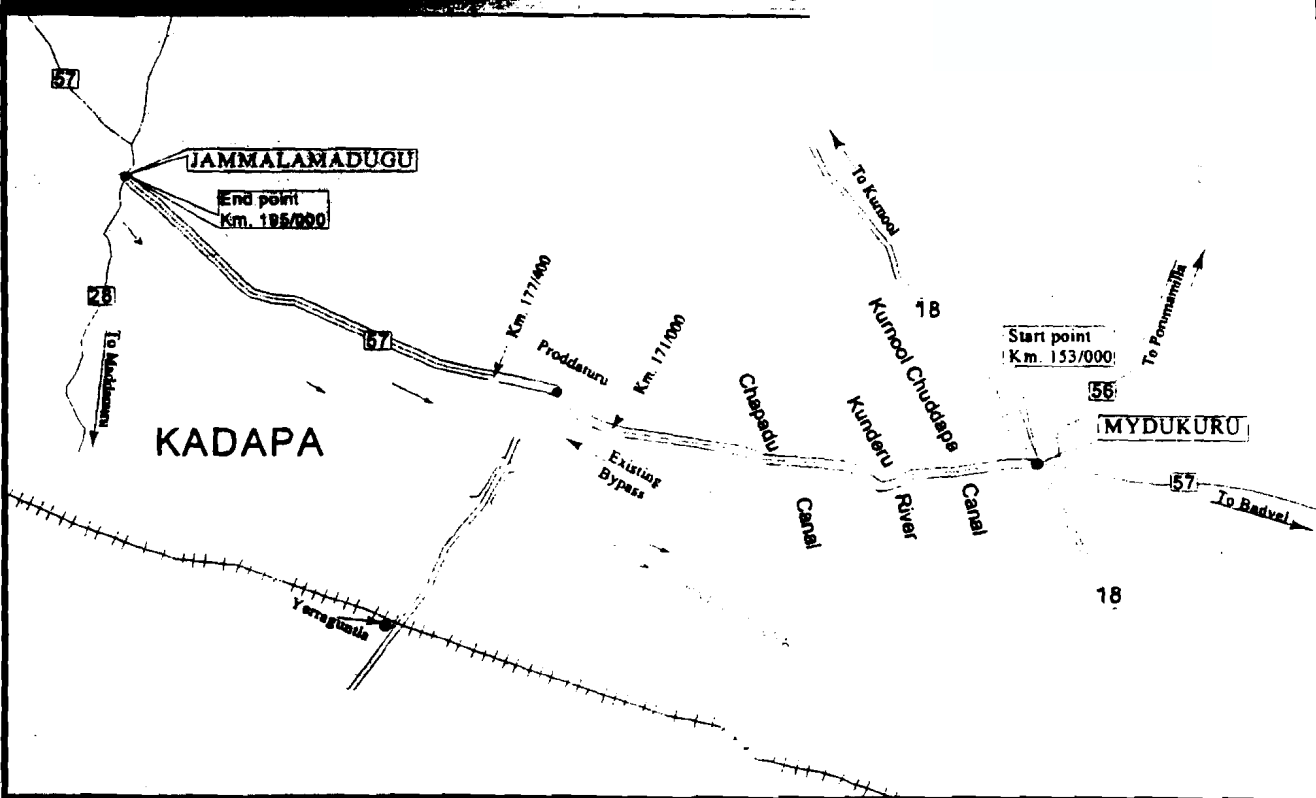 57
JAMMALAMADUGU
End point
Km. 195/000
28
57
Km. 177/400
Proddaturu
Km. 171/000
KADAPA
Existing
Bypass
Chapadu
Canal
Kunderu
River
Kurnool Chuddapa
Canal
To Kurnool
18
Start point
Km. 153/000
To Porumamilla
56
MYDUKURU
57
To Badvel
18
Yerraguntla